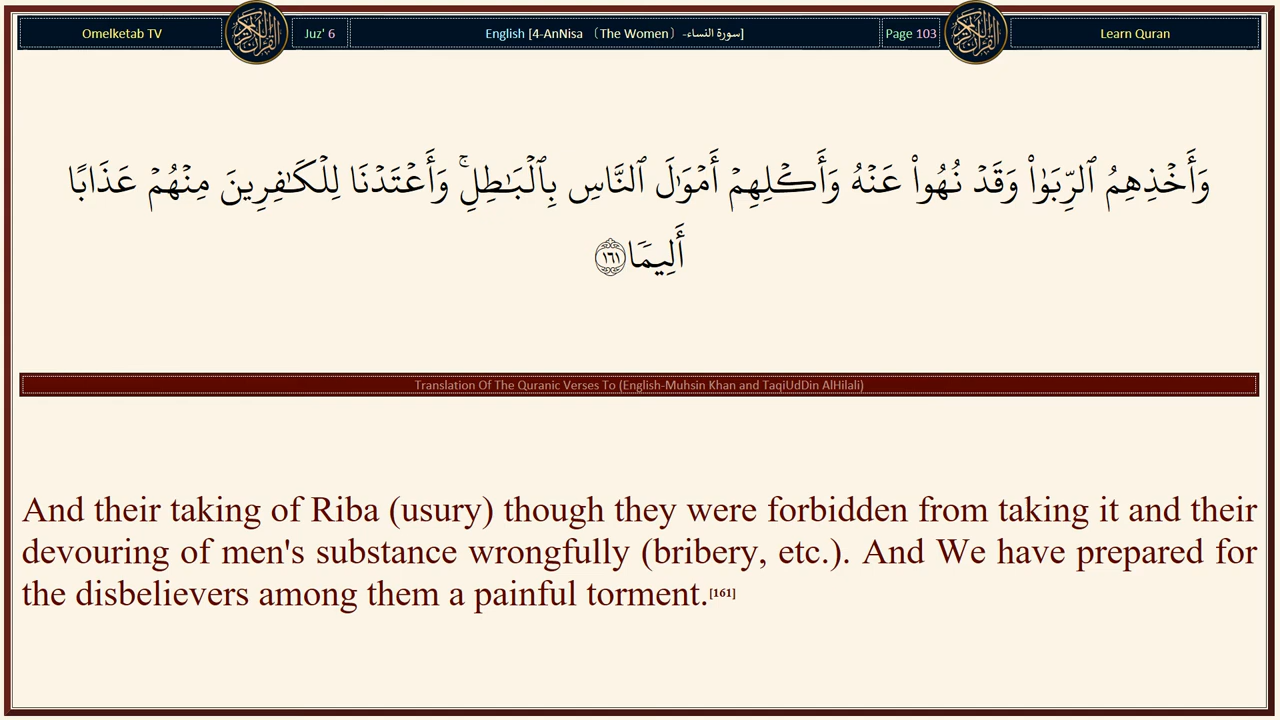 Omelketab TV
Juz' 6
English [4-AnNisa （The Women） -سورة النساء]
Page 103
Learn Quran
وَأَخۡذِهِمُ ٱلرِّبَوٰاْ وَقَدۡ نُهُواْ عَنۡهُ وَأَكۡلِهِمۡ أَمۡوَٰلَ ٱلنَّاسِ بِٱلۡبَٰطِلِۚ وَأَعۡتَدۡنَا لِلۡكَٰفِرِينَ مِنۡهُمۡ عَذَابًا
أَلِيمٗا ١٦١
Translation Of The Quranic Verses To (English-Muhsin Khan and TaqiUdDin AlHilali)
And their taking of Riba (usury) though they were forbidden from taking it and their
devouring of men's substance wrongfully (bribery, etc.). And We have prepared for
the disbelievers among them a painful torment.[161]